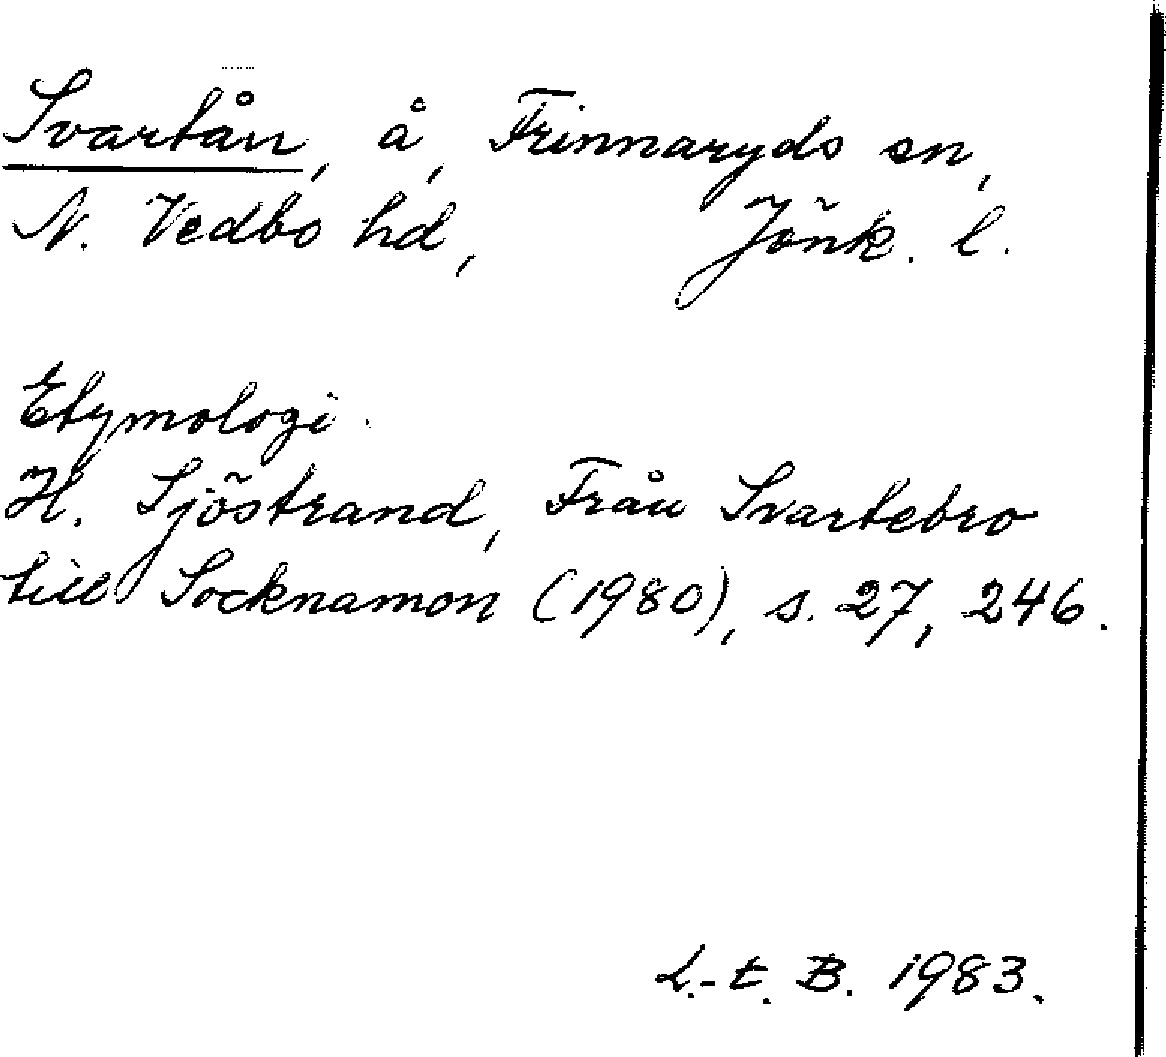 Svartån, å, Frinnaryds sn,
N. Vedbo hd, Jönk. l.
Etymologi.
H. Sjöstrand, Från Svartebro
till Socknamon (1980), s. 27, 246.
L.-E. B. 1983.